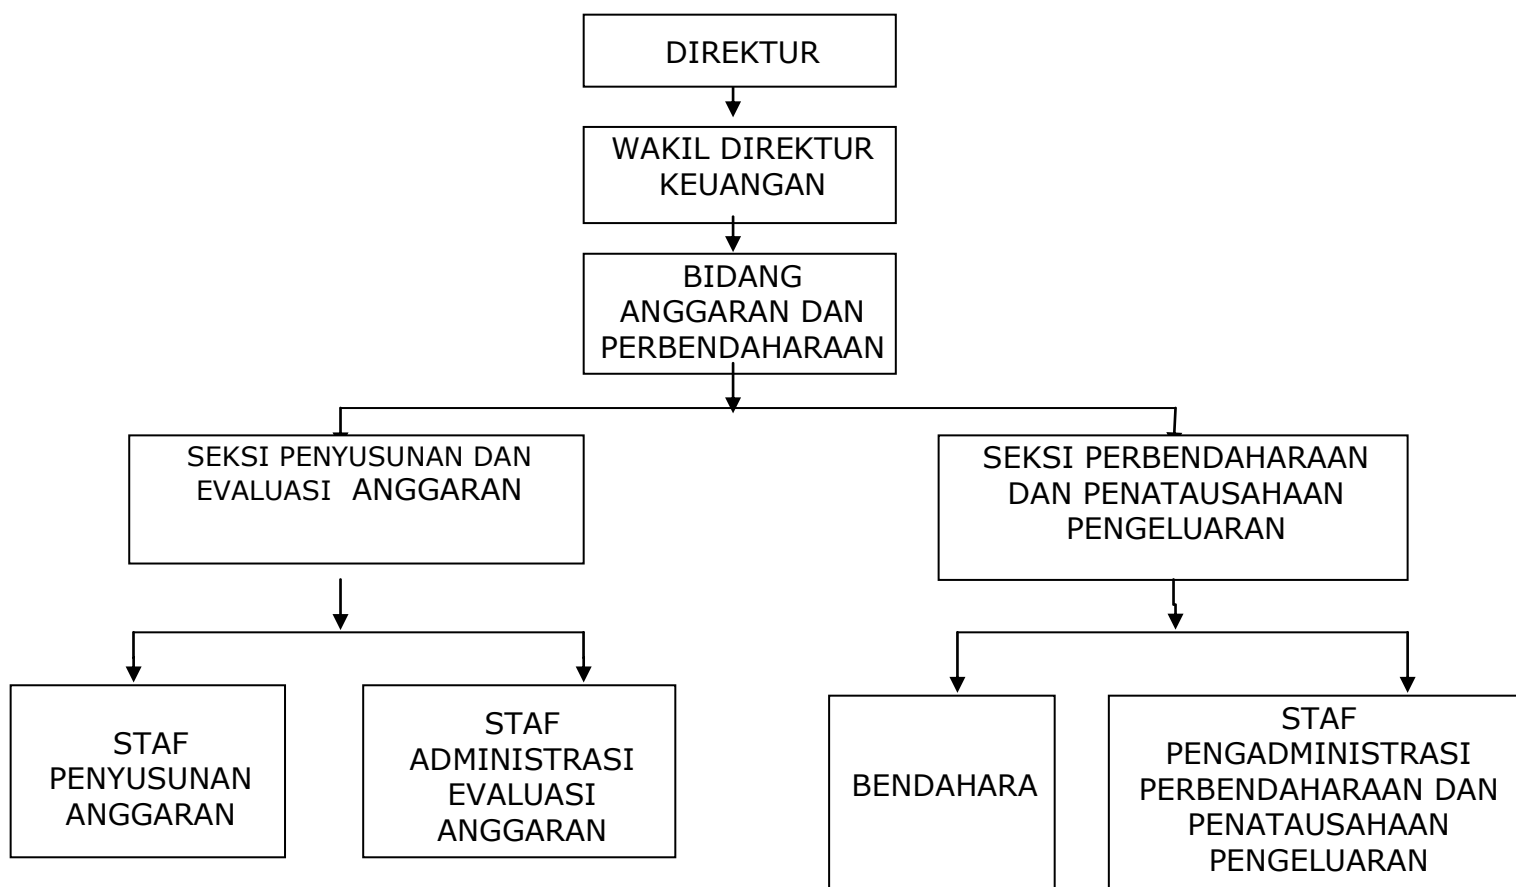 DIREKTUR
WAKIL DIREKTUR
KEUANGAN
BIDANG
ANGGARAN DAN
PERBENDAHARAAN
SEKSI PENYUSUNAN DAN
EVALUASI ANGGARAN
SEKSI PERBENDAHARAAN
DAN PENATAUSAHAAN
PENGELUARAN
STAF
PENYUSUNAN
ANGGARAN
STAF
ADMINISTRASI
EVALUASI
ANGGARAN
BENDAHARA
STAF
PENGADMINISTRASI
PERBENDAHARAAN DAN
PENATAUSAHAAN
PENGELUARAN